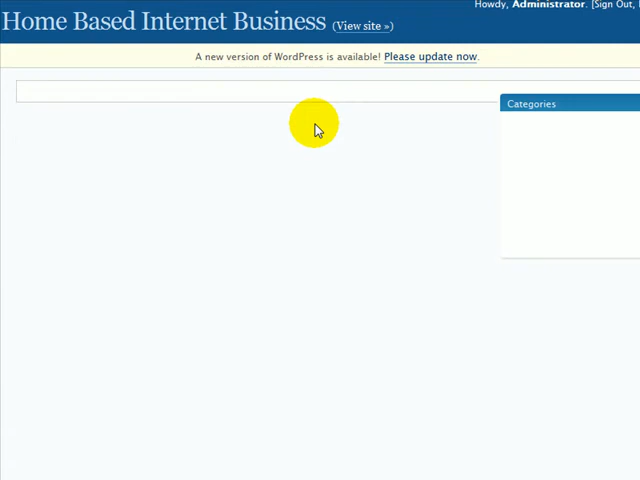 Howdy, Administrator. [Sign Out,
Home Based Internet Business (View site »)
A new version of WordPress is available! Please update now.
Categories